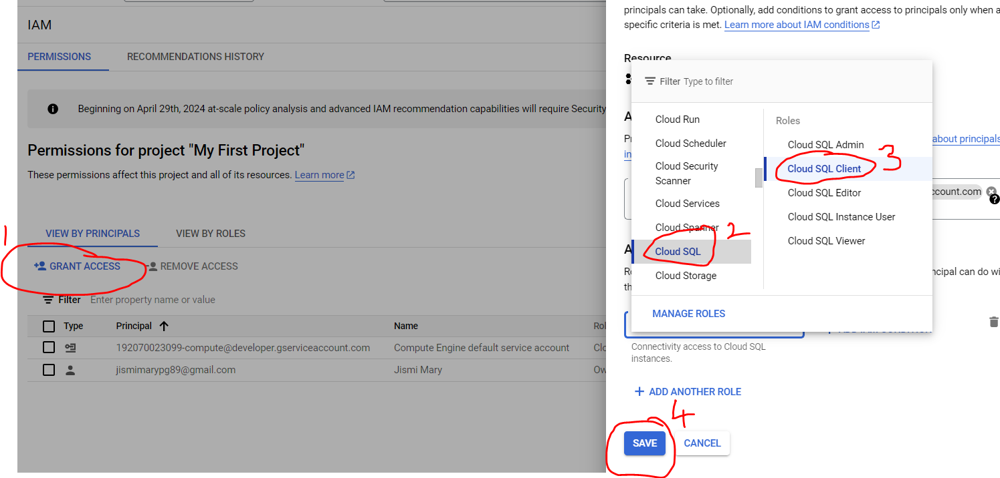 IAM
PERMISSIONS
RECOMMENDATIONS HISTORY
Beginning on April 29th, 2024 at-scale policy analysis and advanced IAM recommendation capabilities will require Security
Permissions for project "My First Project"
These permissions affect this project and all of its resources. Learn more
1
VIEW BY PRINCIPALS
VIEW BY ROLES
GRANT ACCESS
REMOVE ACCESS
Filter Enter property name or value
Type Principal Name Rol
192070023099-compute@developer.gserviceaccount.com Compute Engine default service account Clo
jismimarypg89@gmail.com Jismi Mary Ow
principals can take. Optionally, add conditions to grant access to principals only when a
specific criteria is met. Learn more about IAM conditions
Resource
Filter Type to filter
Cloud Run
Cloud Scheduler
Cloud Security
Scanner
Cloud Services
Cloud Spanner
2
Cloud SQL
Cloud Storage
Roles
Cloud SQL Admin
3
Cloud SQL Client
Cloud SQL Editor
Cloud SQL Instance User
Cloud SQL Viewer
MANAGE ROLES
A
Pr
about principals
in
ccount.com
A
Ro
ncipal can do wi
th
Connectivity access to Cloud SQL
instances.
ADD ANOTHER ROLE
4
SAVE
CANCEL